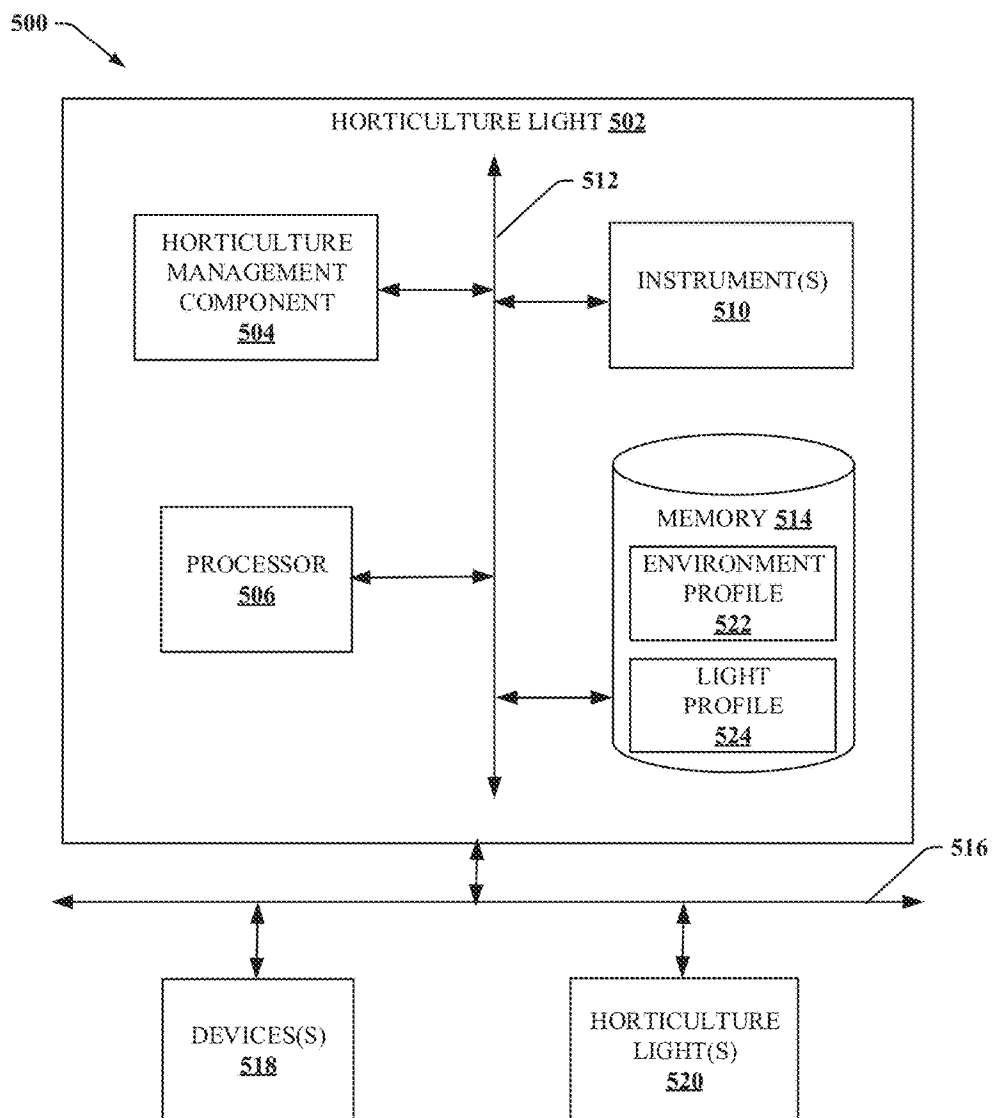 500
HORTICULTURE LIGHT 502
512
HORTICULTURE
MANAGEMENT
COMPONENT
504
INSTRUMENT(S)
510
PROCESSOR
506
MEMORY 514
ENVIRONMENT
PROFILE
522
LIGHT
PROFILE
524
516
DEVICES(S)
518
HORTICULTURE
LIGHT(S)
520